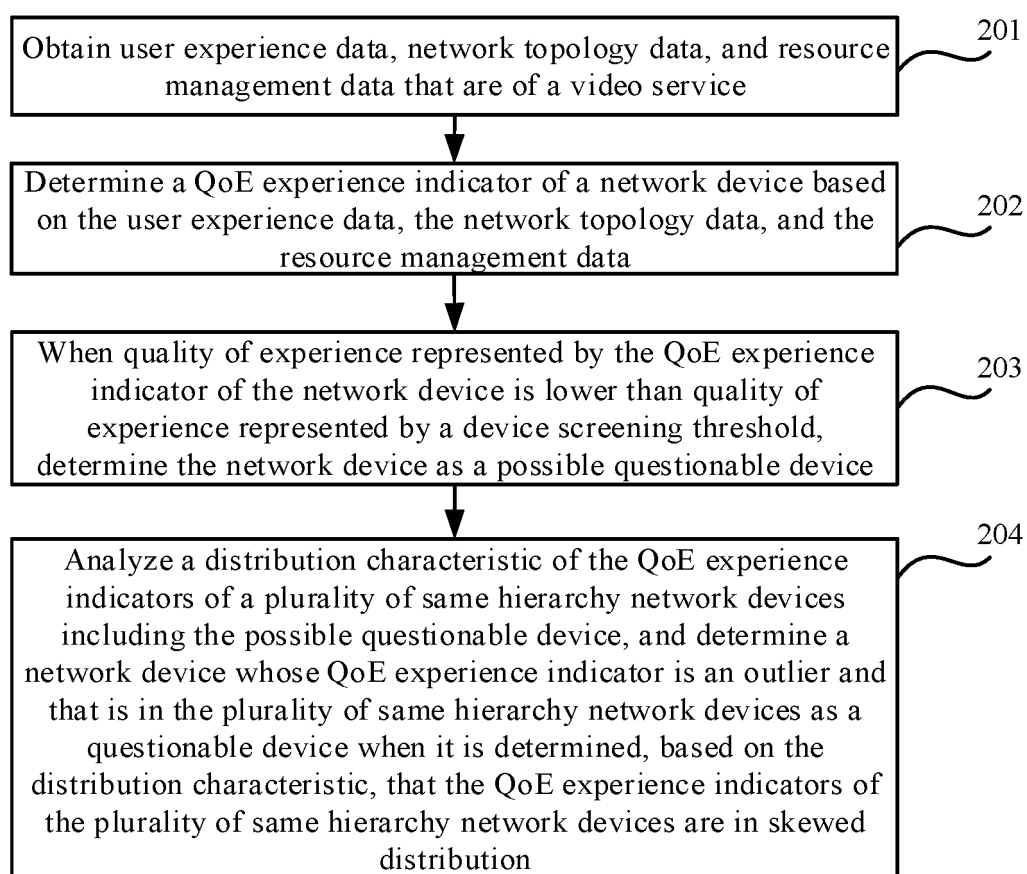 Obtain user experience data, network topology data, and resource
management data that are of a video service
201
Determine a QoE experience indicator of a network device based
on the user experience data, the network topology data, and the
resource management data
202
When quality of experience represented by the QoE experience
indicator of the network device is lower than quality of
experience represented by a device screening threshold,
determine the network device as a possible questionable device
203
Analyze a distribution characteristic of the QoE experience
indicators of a plurality of same hierarchy network devices
including the possible questionable device, and determine a
network device whose QoE experience indicator is an outlier and
that is in the plurality of same hierarchy network devices as a
questionable device when it is determined, based on the
distribution characteristic, that the QoE experience indicators of
the plurality of same hierarchy network devices are in skewed
distribution
204